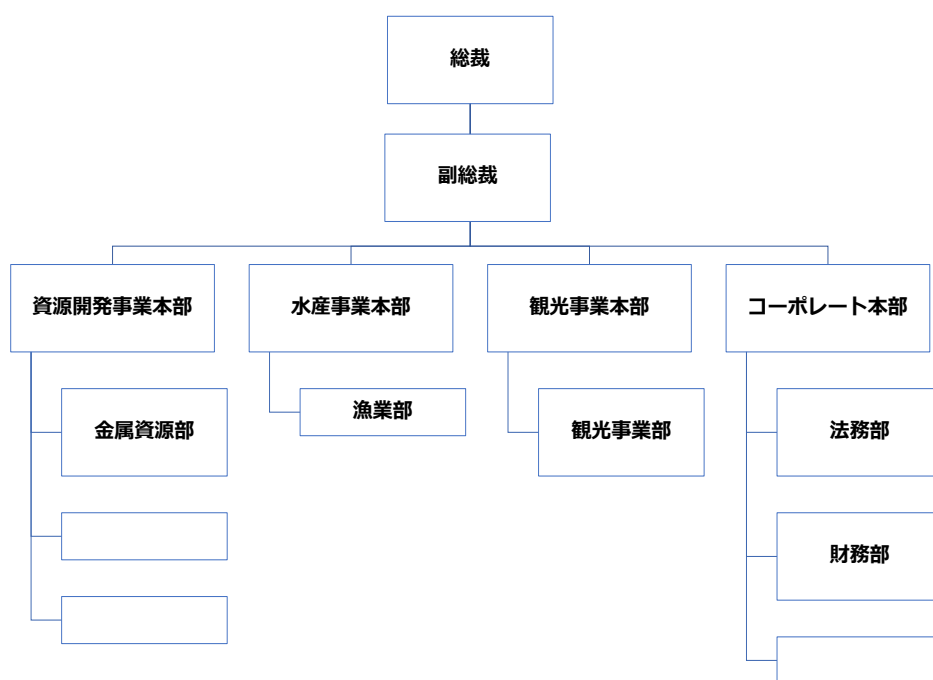 総裁
副総裁
資源開発事業本部
水産事業本部
観光事業本部
コーポレート本部
金属資源部
漁業部
観光事業部
法務部
財務部